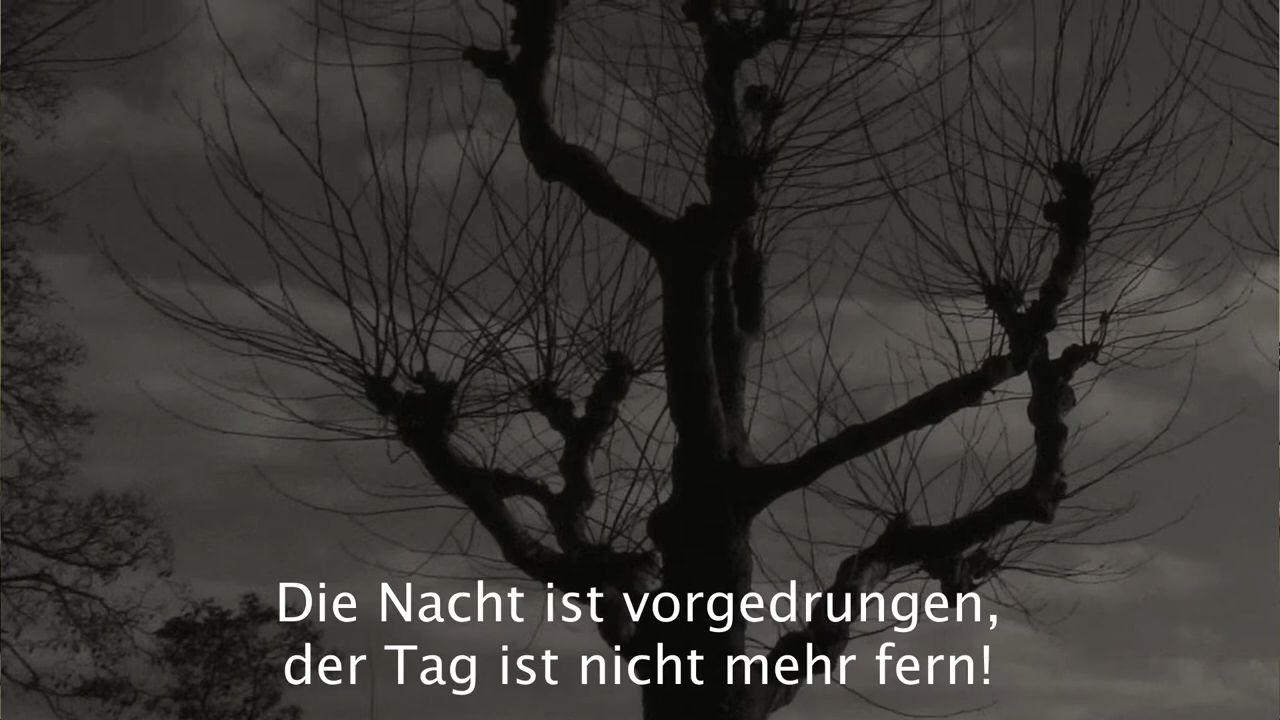 Die Nacht ist vorgedrungen,
der Tag ist nicht mehr fern!